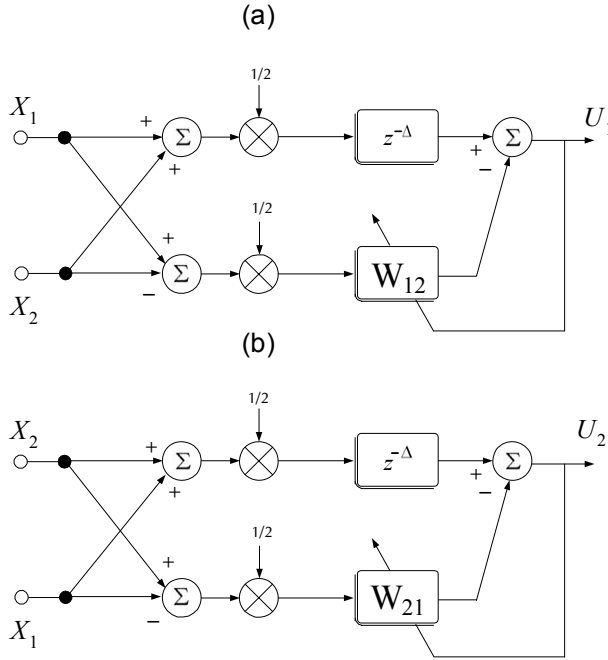 (a)
1/2
X₁
U₁
+
Σ
+
z⁻Δ
+
−
Σ
1/2
+
Σ
−
W₁₂
X₂
(b)
1/2
X₂
U₂
+
Σ
+
z⁻Δ
+
−
Σ
1/2
+
Σ
−
W₂₁
X₁